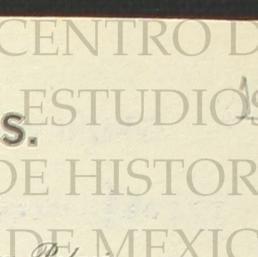 CENTRO D
s.
ESTUDIOS
DE HISTOR
DE MEXIC